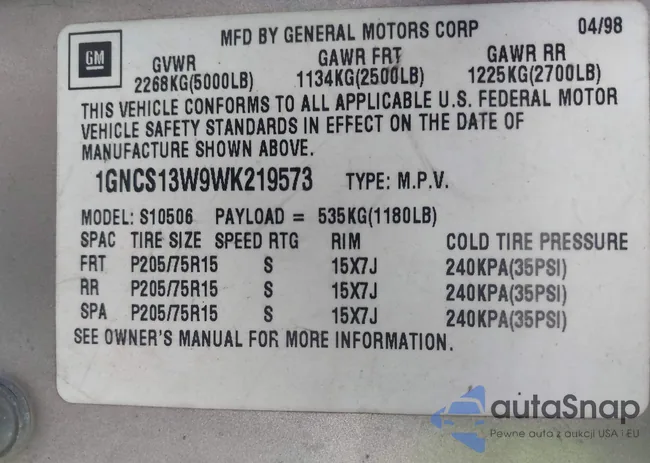 MFD BY GENERAL MOTORS CORP 04/98
GM
GVWR GAWR FRT GAWR RR
2268KG(5000LB) 1134KG(2500LB) 1225KG(2700LB)
THIS VEHICLE CONFORMS TO ALL APPLICABLE U.S. FEDERAL MOTOR
VEHICLE SAFETY STANDARDS IN EFFECT ON THE DATE OF
MANUFACTURE SHOWN ABOVE.
1GNCS13W9WK219573 TYPE: M.P.V.
MODEL: S10506 PAYLOAD = 535KG(1180LB)
SPAC TIRE SIZE SPEED RTG RIM COLD TIRE PRESSURE
FRT P205/75R15 S 15X7J 240KPA(35PSI)
RR P205/75R15 S 15X7J 240KPA(35PSI)
SPA P205/75R15 S 15X7J 240KPA(35PSI)
SEE OWNER'S MANUAL FOR MORE INFORMATION.
autaSnap
Pewne auta z aukcji USA i EU